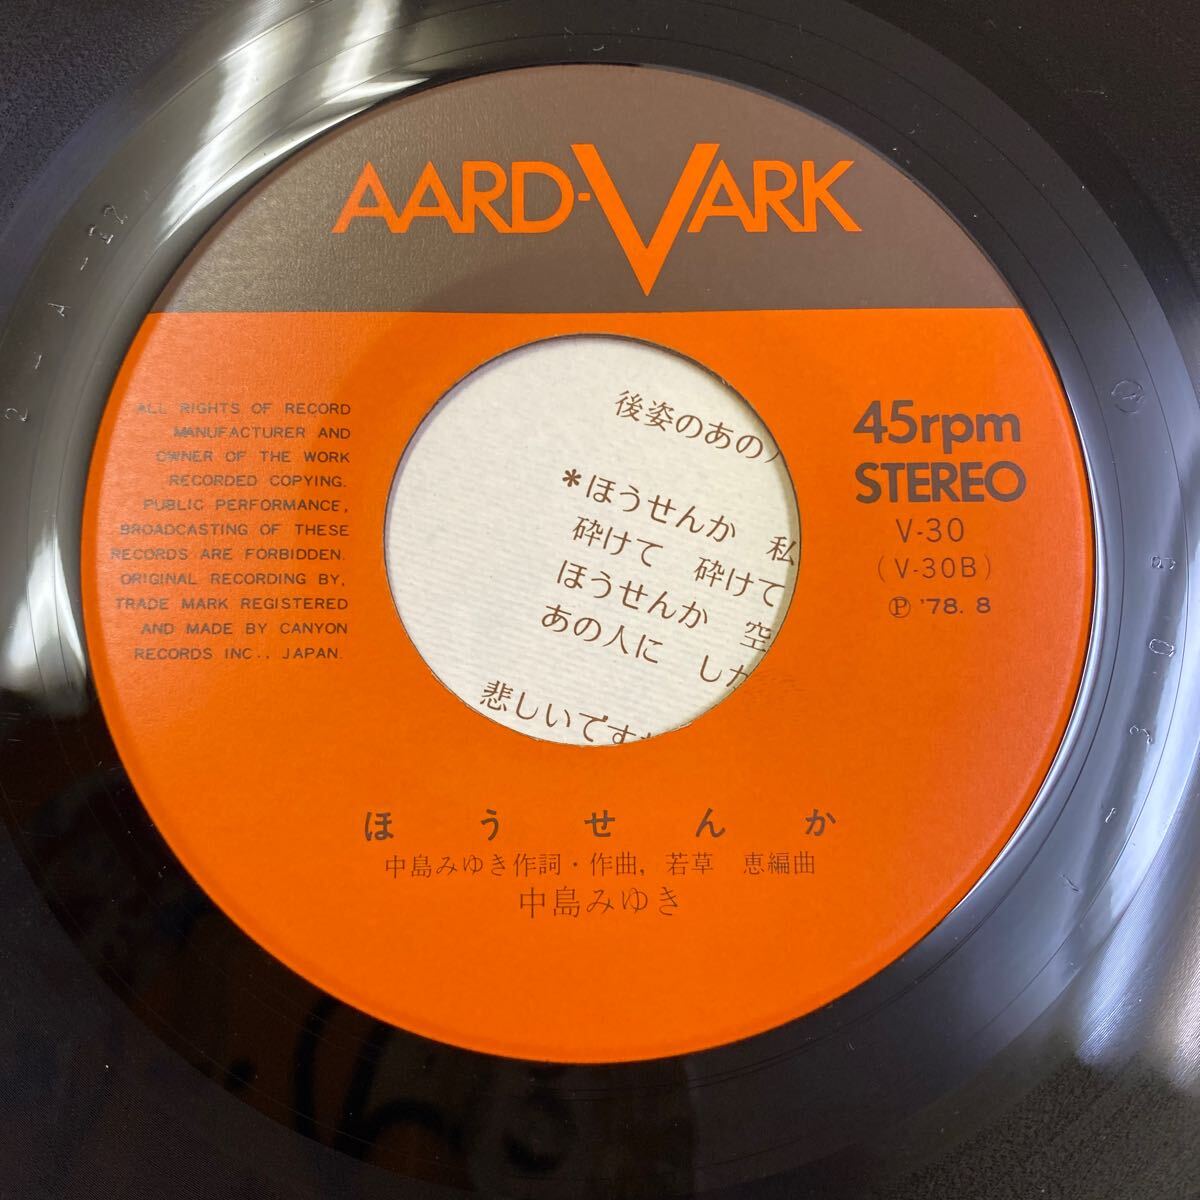 AARD-VARK
ALL RIGHTS OF RECORD
MANUFACTURER AND
OWNER OF THE WORK
RECORDED COPYING.
PUBLIC PERFORMANCE,
BROADCASTING OF THESE
RECORDS ARE FORBIDDEN.
ORIGINAL RECORDING BY,
TRADE MARK REGISTERED
AND MADE BY CANYON
RECORDS INC., JAPAN.
後姿のあの
*ほうせんか 私
砕けて 砕けて
ほうせんか 空
あの人に しか
悲しいです
45rpm
STEREO
V-30
(V-30B)
Ⓟ '78. 8
ほうせんか
中島みゆき作詞・作曲, 若草 恵編曲
中島みゆき
2-A-